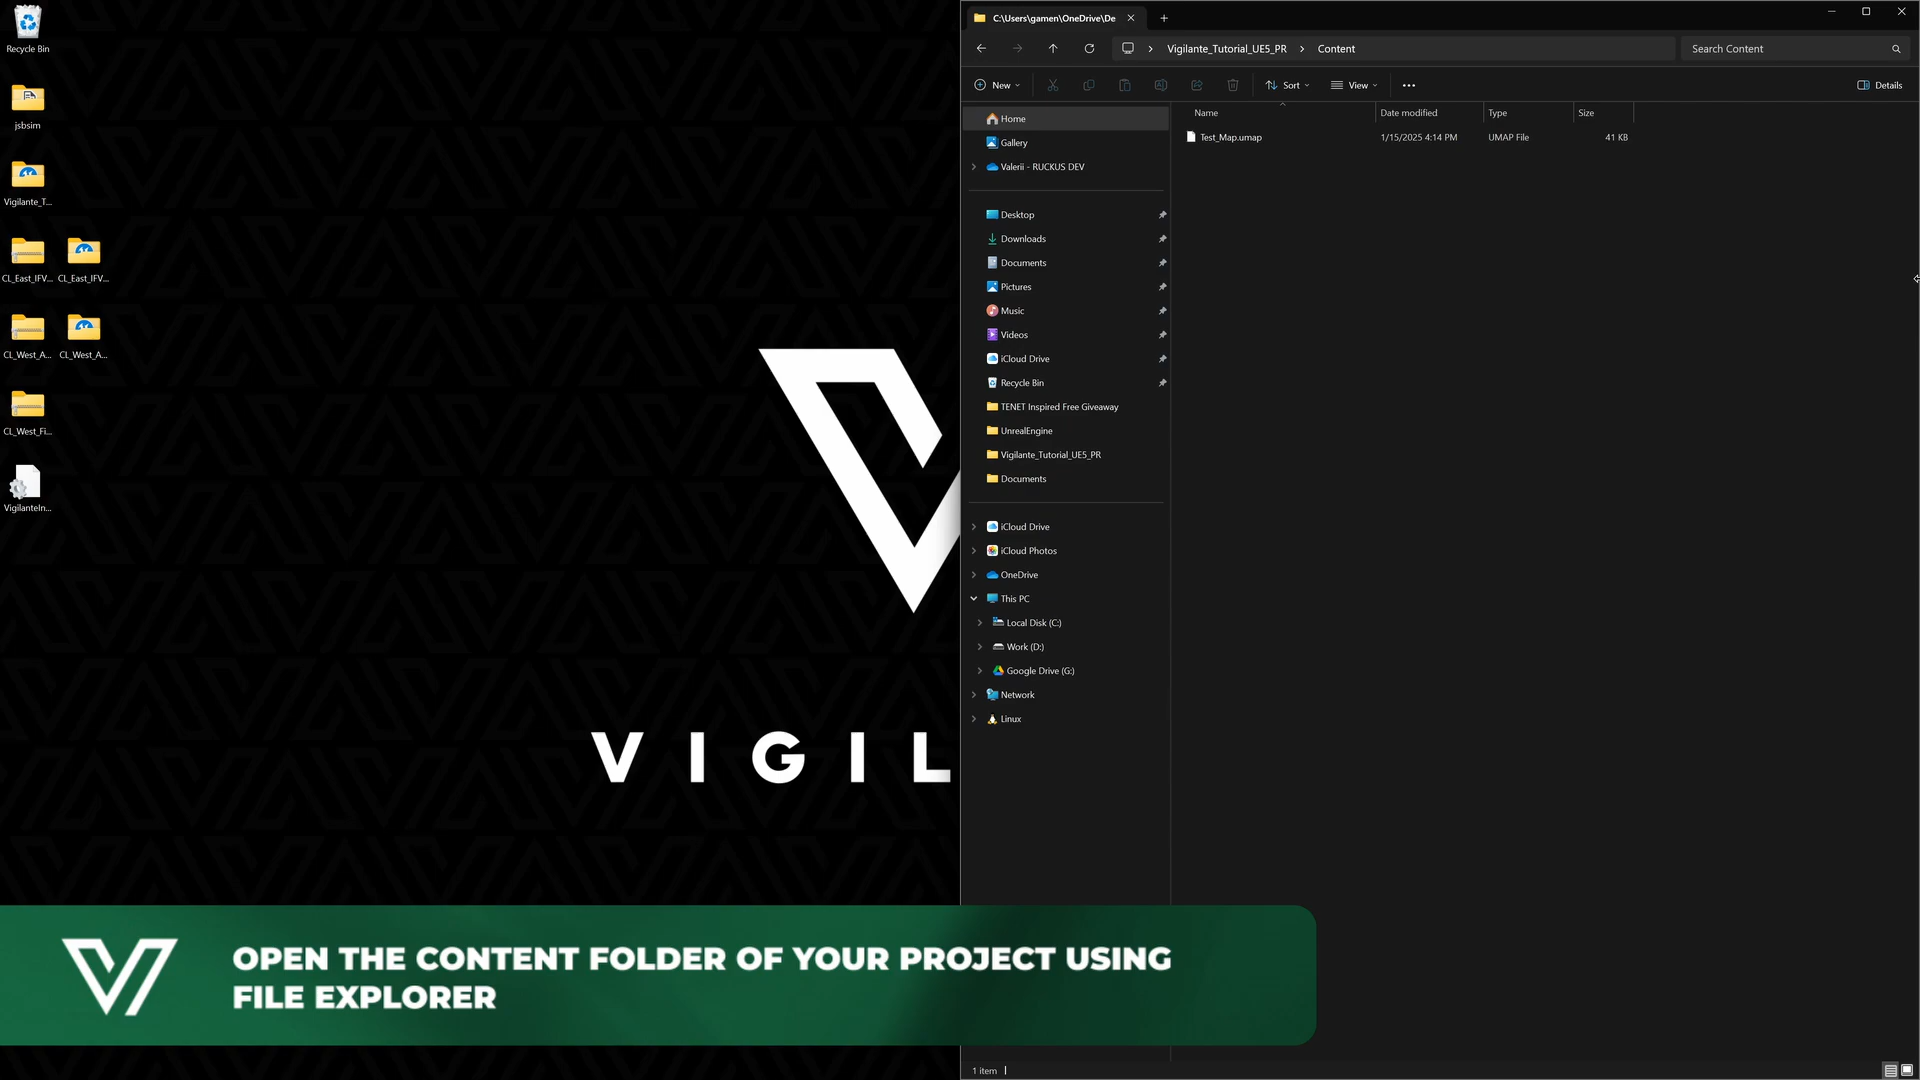 Recycle Bin
jsbsim
Vigilante_T...
CL_East_IFV...
CL_East_IFV...
CL_West_A...
CL_West_A...
CL_West_Fi...
VigilanteIn...
VIGIL
C:\Users\gamen\OneDrive\De
Vigilante_Tutorial_UE5_PR
Content
Search Content
New
Sort
View
Details
Name
Date modified
Type
Size
Test_Map.umap
1/15/2025 4:14 PM
UMAP File
41 KB
Home
Gallery
Valerii - RUCKUS DEV
Desktop
Downloads
Documents
Pictures
Music
Videos
iCloud Drive
Recycle Bin
TENET Inspired Free Giveaway
UnrealEngine
Vigilante_Tutorial_UE5_PR
Documents
iCloud Drive
iCloud Photos
OneDrive
This PC
Local Disk (C:)
Work (D:)
Google Drive (G:)
Network
Linux
OPEN THE CONTENT FOLDER OF YOUR PROJECT USING
FILE EXPLORER
1 item